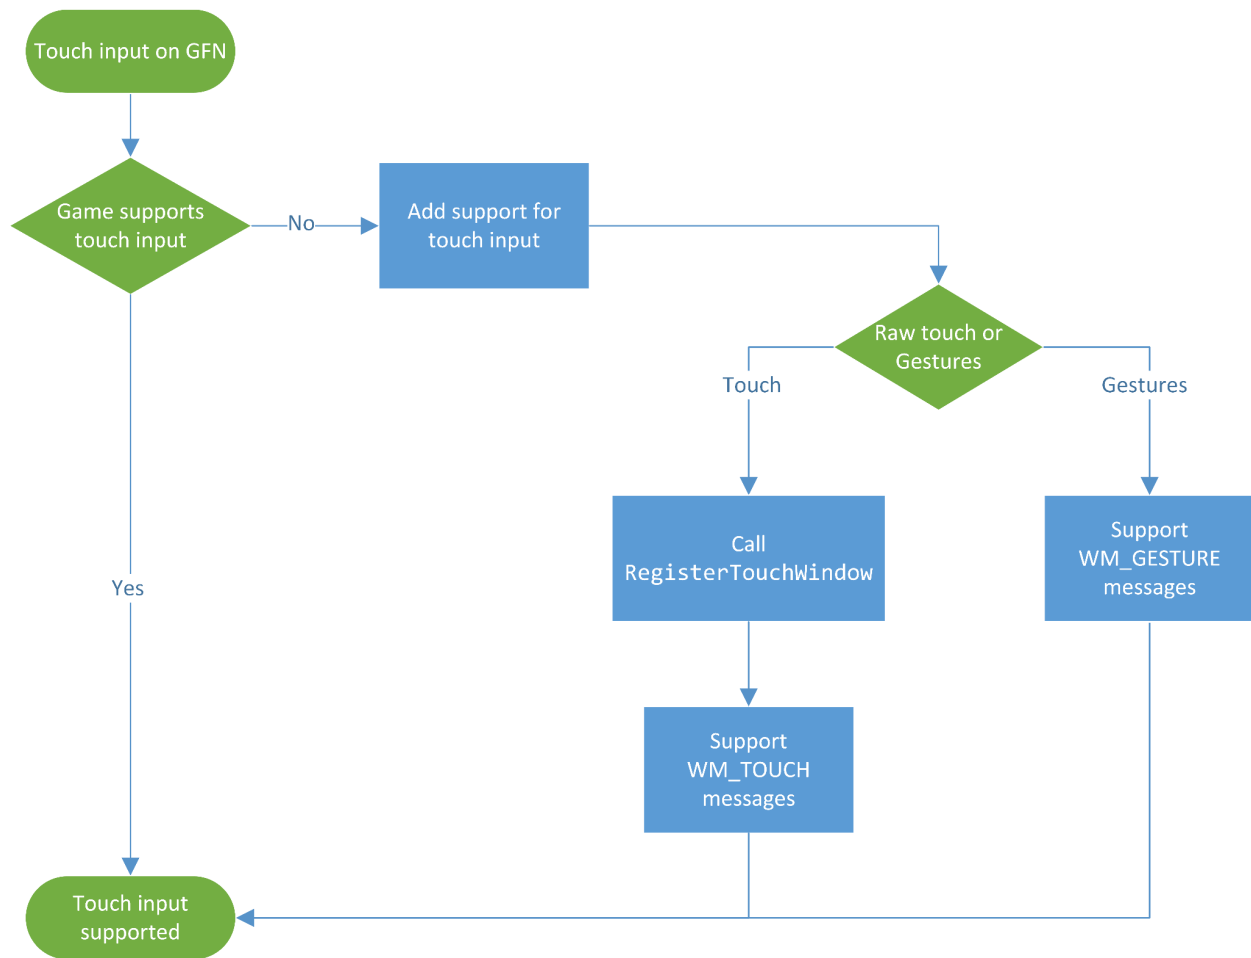 Touch input on GFN
Game supports
touch input
No
Add support for
touch input
Raw touch or
Gestures
Touch
Gestures
Call
RegisterTouchWindow
Support
WM_GESTURE
messages
Yes
Support
WM_TOUCH
messages
Touch input
supported